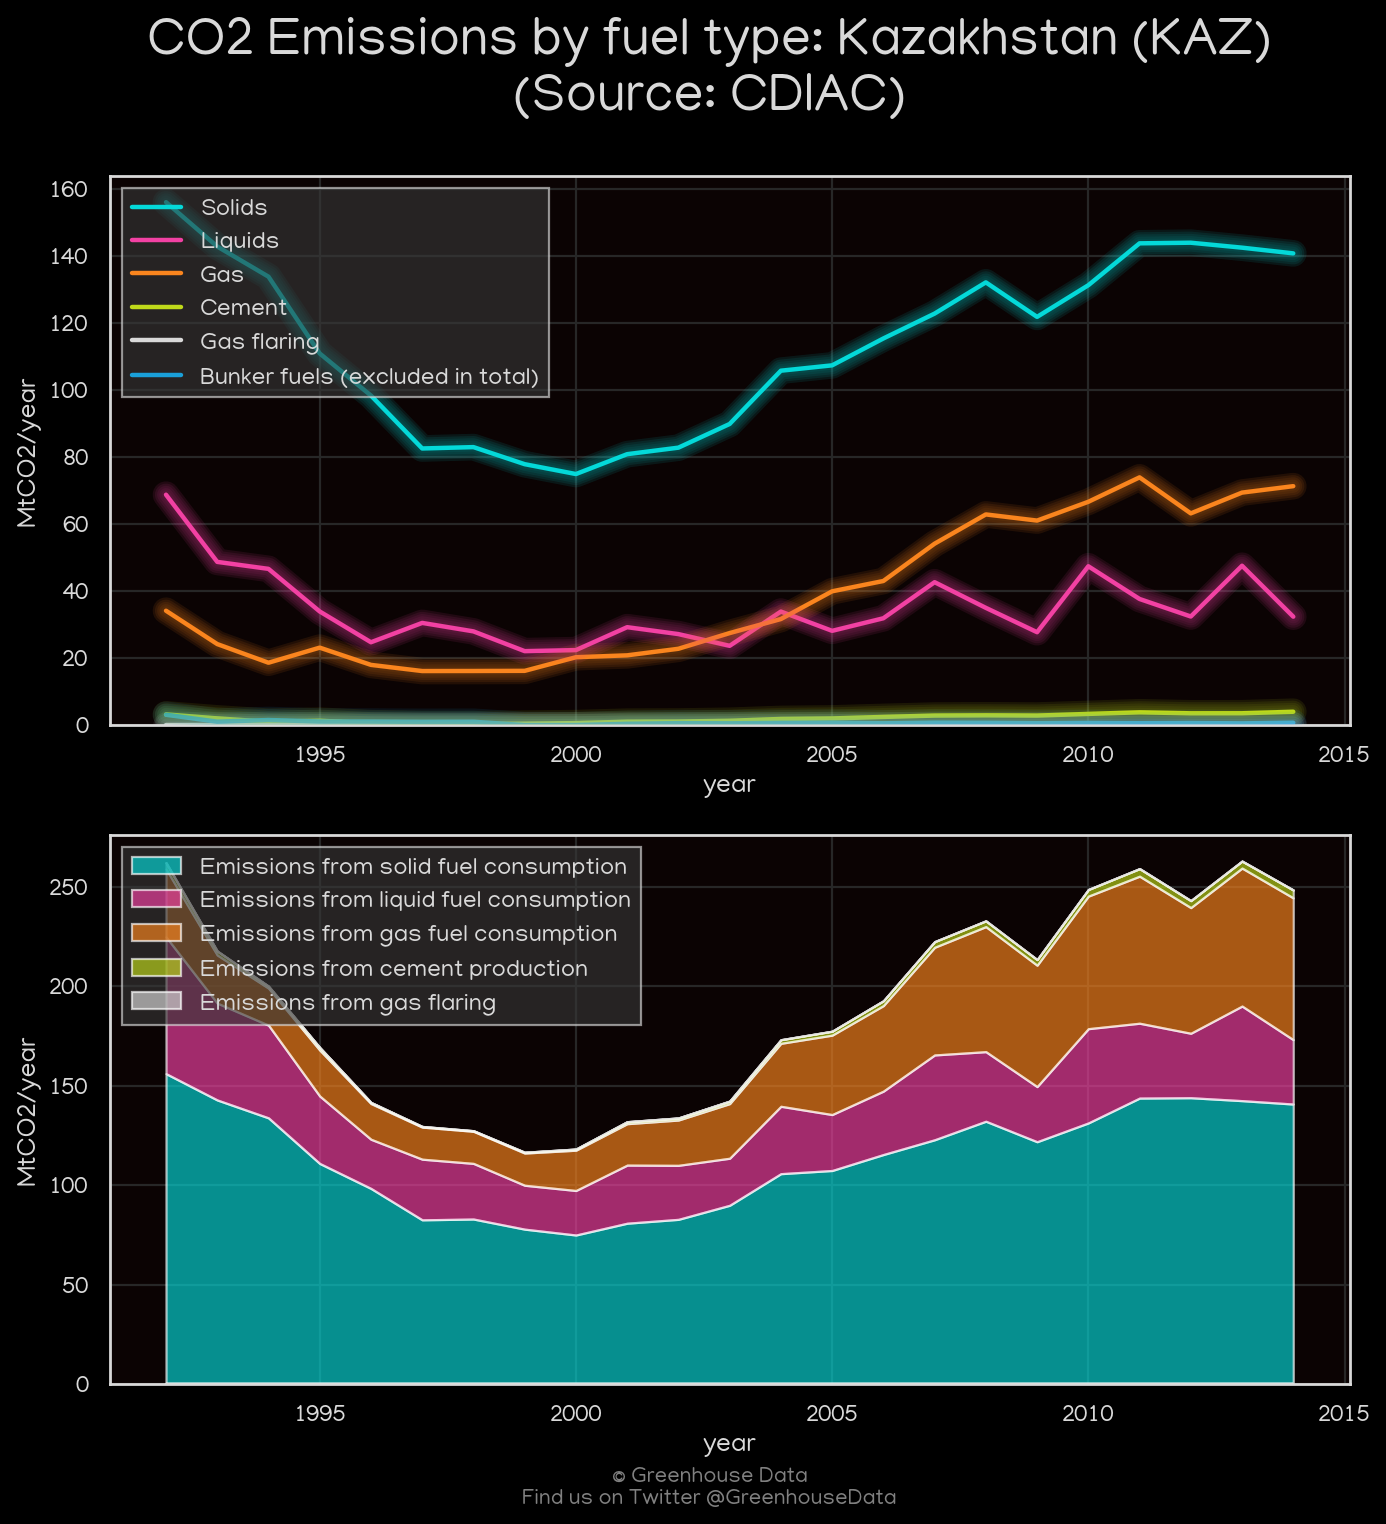 CO2 Emissions by fuel type: Kazakhstan (KAZ)
(Source: CDIAC)
160
140
120
100
80
60
40
20
0
MtCO2/year
Solids
Liquids
Gas
Cement
Gas flaring
Bunker fuels (excluded in total)
1995 2000 2005 2010 2015
year
250
200
150
100
50
0
MtCO2/year
Emissions from solid fuel consumption
Emissions from liquid fuel consumption
Emissions from gas fuel consumption
Emissions from cement production
Emissions from gas flaring
1995 2000 2005 2010 2015
year
© Greenhouse Data
Find us on Twitter @GreenhouseData